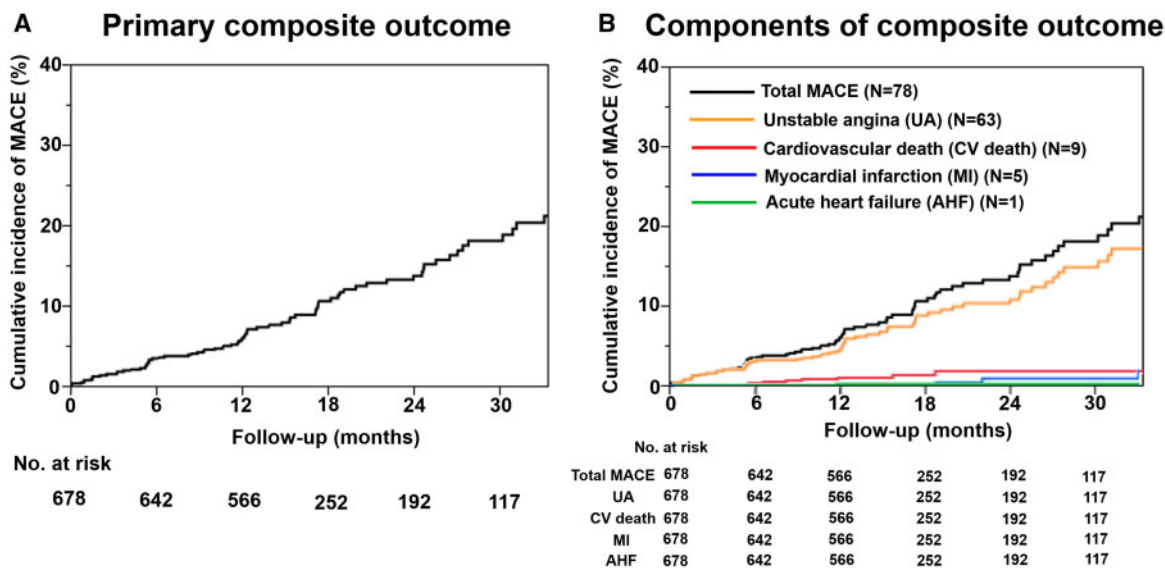 A Primary composite outcome
Cumulative incidence of MACE (%)
40
30
20
10
0
0 6 12 18 24 30
Follow-up (months)
No. at risk
678 642 566 252 192 117
B Components of composite outcome
Cumulative incidence of MACE (%)
40
30
20
10
0
Total MACE (N=78)
Unstable angina (UA) (N=63)
Cardiovascular death (CV death) (N=9)
Myocardial infarction (MI) (N=5)
Acute heart failure (AHF) (N=1)
0 6 12 18 24 30
Follow-up (months)
No. at risk
Total MACE 678 642 566 252 192 117
UA 678 642 566 252 192 117
CV death 678 642 566 252 192 117
MI 678 642 566 252 192 117
AHF 678 642 566 252 192 117